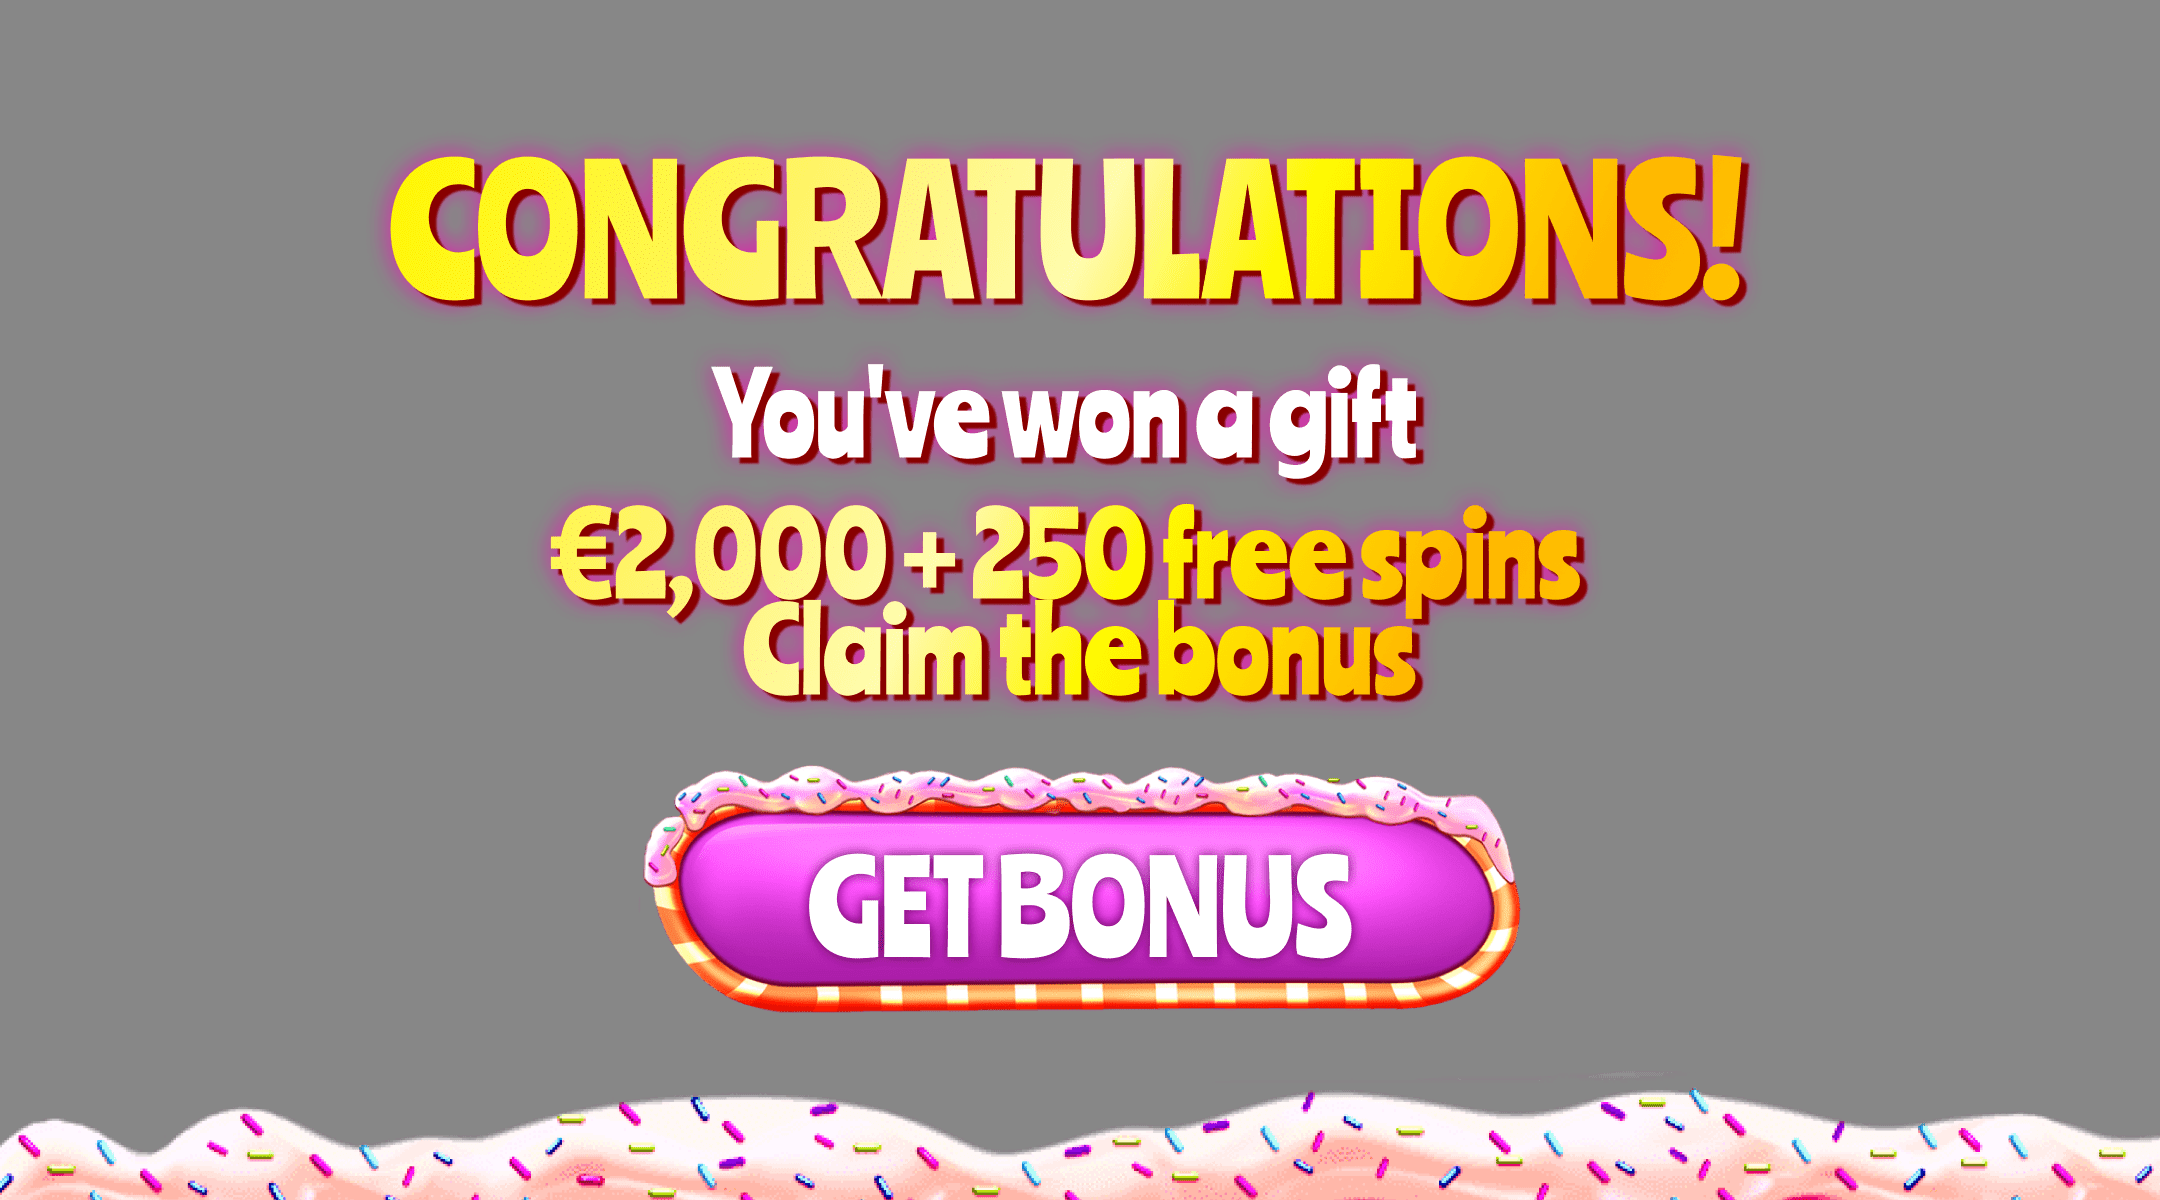 CONGRATULATIONS!
You've won a gift
€2,000 + 250 free spins
Claim the bonus
GET BONUS